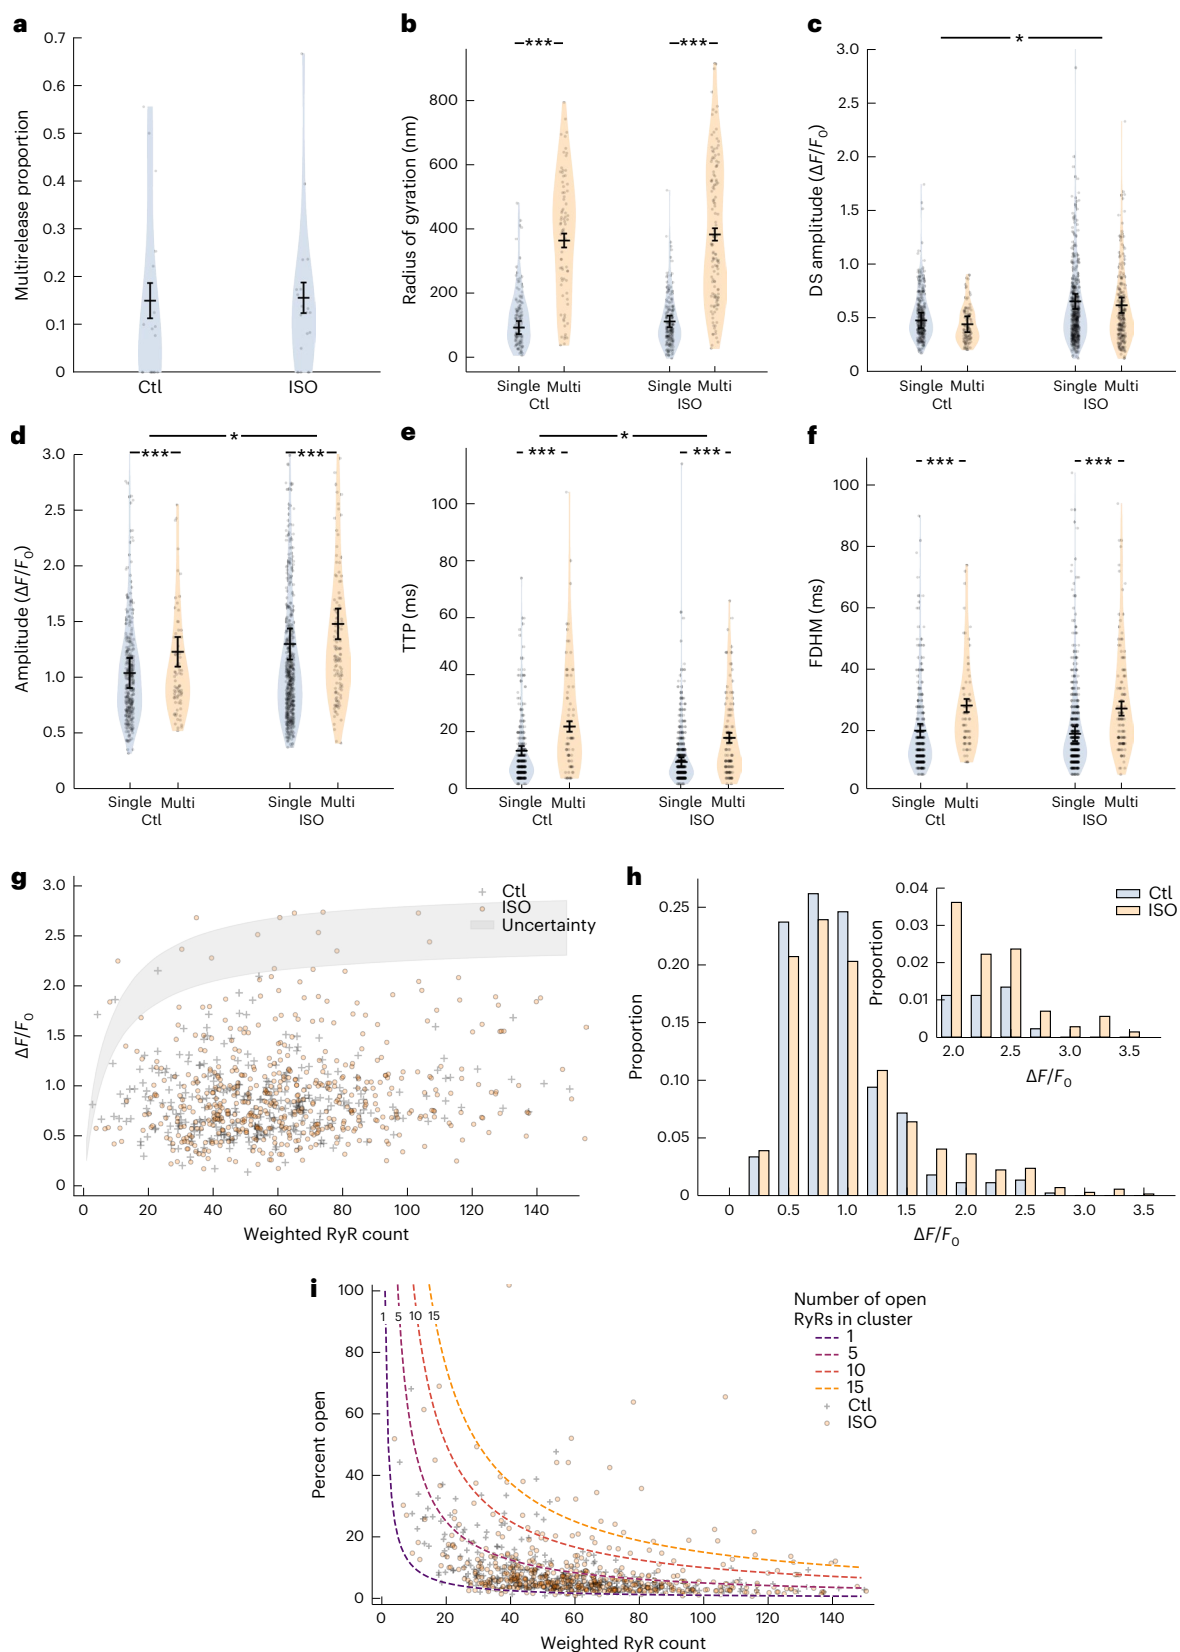 a
0.7
0.6
0.5
0.4
0.3
0.2
0.1
0
Multirelease proportion
Ctl
ISO
b
800
600
400
200
0
Radius of gyration (nm)
***
***
Single Multi
Ctl
Single Multi
ISO
c
3.0
2.5
2.0
1.5
1.0
0.5
0
DS amplitude (ΔF/F0)
*
Single Multi
Ctl
Single Multi
ISO
d
3.0
2.5
2.0
1.5
1.0
0.5
0
Amplitude (ΔF/F0)
*
***
***
Single Multi
Ctl
Single Multi
ISO
e
100
80
60
40
20
0
TTP (ms)
*
***
***
Single Multi
Ctl
Single Multi
ISO
f
100
80
60
40
20
0
FDHM (ms)
***
***
Single Multi
Ctl
Single Multi
ISO
g
3.0
2.5
2.0
1.5
1.0
0.5
0
ΔF/F0
Ctl
ISO
Uncertainty
0 20 40 60 80 100 120 140
Weighted RyR count
h
0.25
0.20
0.15
0.10
0.05
0
Proportion
0 0.5 1.0 1.5 2.0 2.5 3.0 3.5
ΔF/F0
0.04
0.03
0.02
0.01
0
Proportion
2.0 2.5 3.0 3.5
ΔF/F0
Ctl
ISO
i
100
80
60
40
20
0
Percent open
1 5 10 15
0 20 40 60 80 100 120 140
Weighted RyR count
Number of open
RyRs in cluster
1
5
10
15
Ctl
ISO